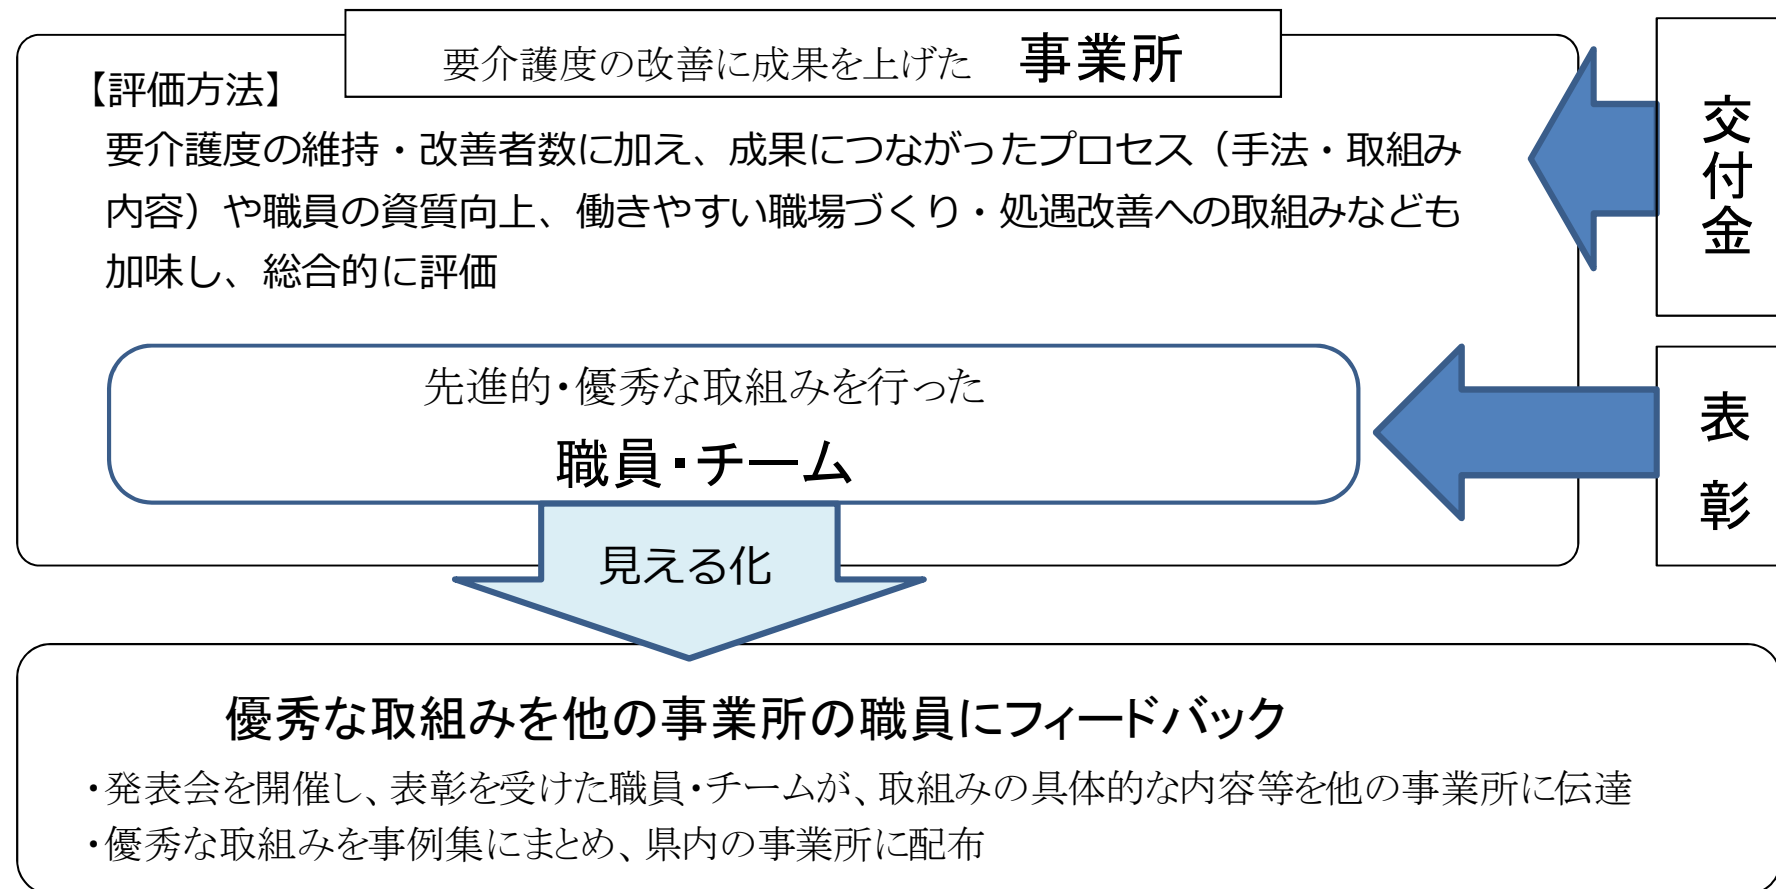 要介護度の改善に成果を上げた　事業所
【評価方法】
要介護度の維持・改善者数に加え、成果につながったプロセス（手法・取組み
内容）や職員の資質向上、働きやすい職場づくり・処遇改善への取組みなども
加味し、総合的に評価
交付金
先進的・優秀な取組みを行った
職員・チーム
表彰
見える化
優秀な取組みを他の事業所の職員にフィードバック
・発表会を開催し、表彰を受けた職員・チームが、取組みの具体的な内容等を他の事業所に伝達
・優秀な取組みを事例集にまとめ、県内の事業所に配布